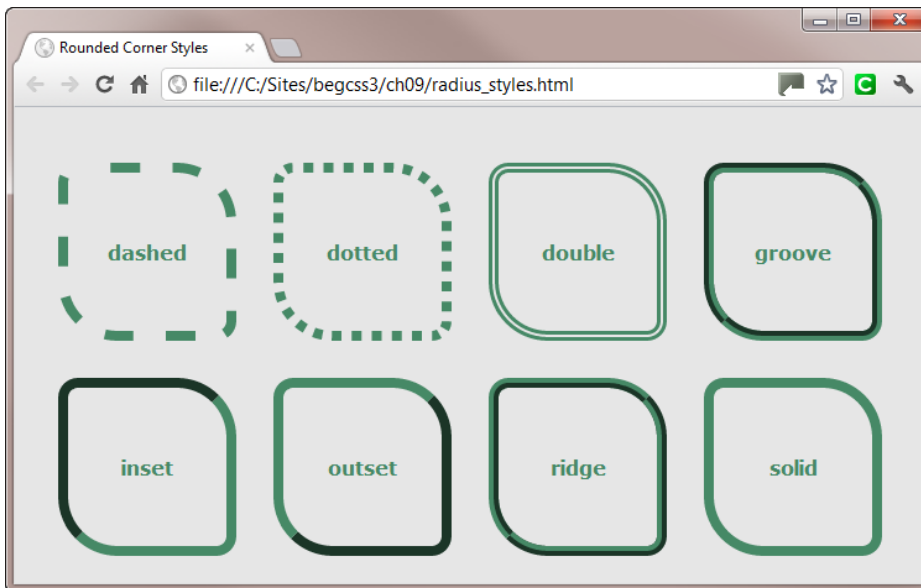 Rounded Corner Styles
file:///C:/Sites/begcss3/ch09/radius_styles.html
C
dashed dotted double groove
inset outset ridge solid